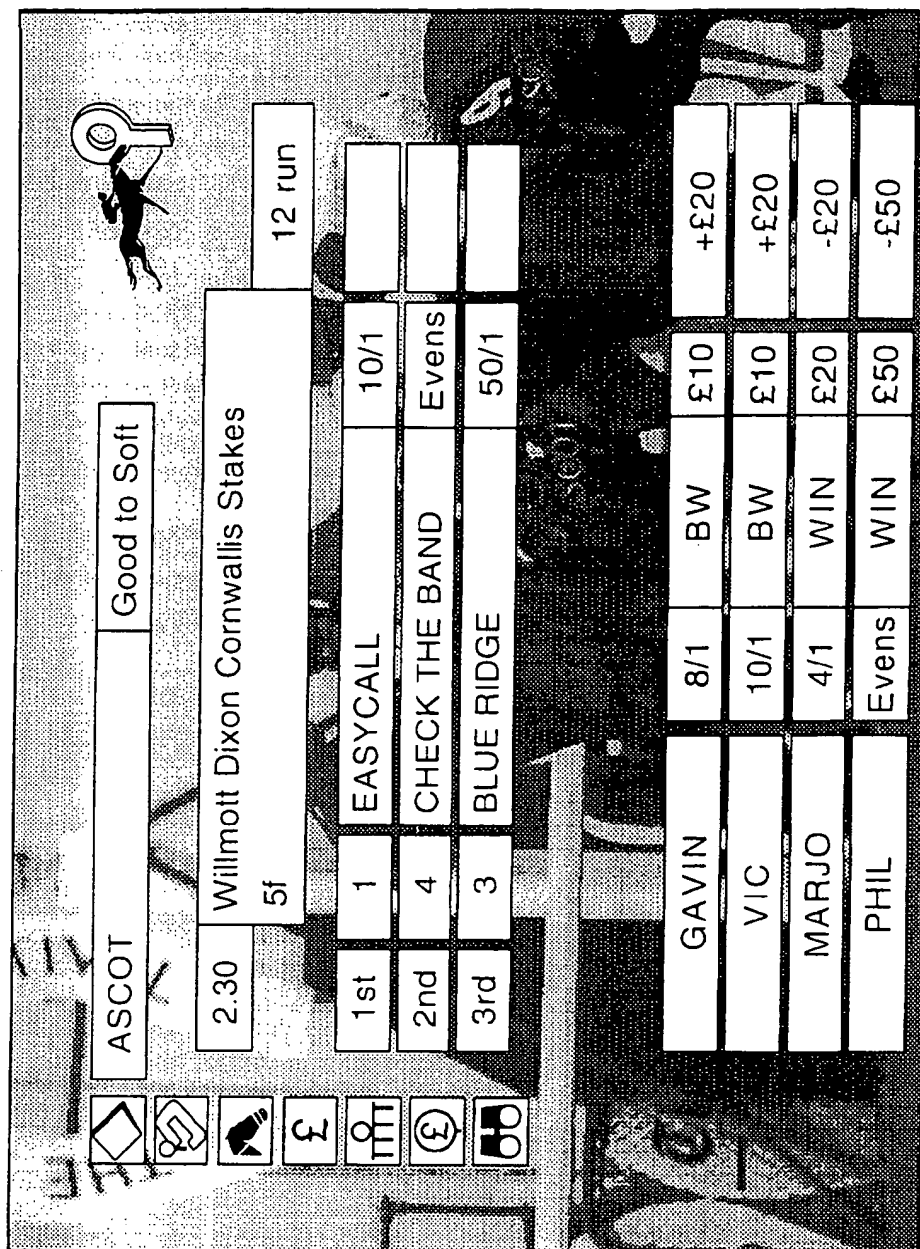 ASCOT Good to Soft
2.30 Willmott Dixon Cornwallis Stakes
5f 12 run
1st 1 EASYCALL 10/1
2nd 4 CHECK THE BAND Evens
3rd 3 BLUE RIDGE 50/1
£
£
GAVIN 8/1 BW £10 +£20
VIC 10/1 BW £10 +£20
MARJO 4/1 WIN £20 -£20
PHIL Evens WIN £50 -£50
THE